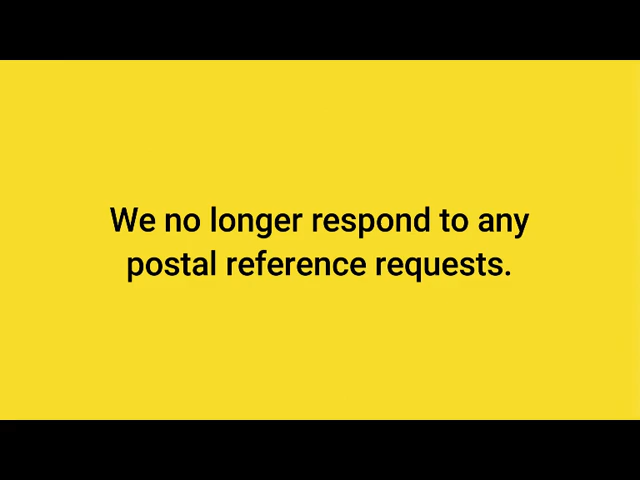 We no longer respond to any
postal reference requests.